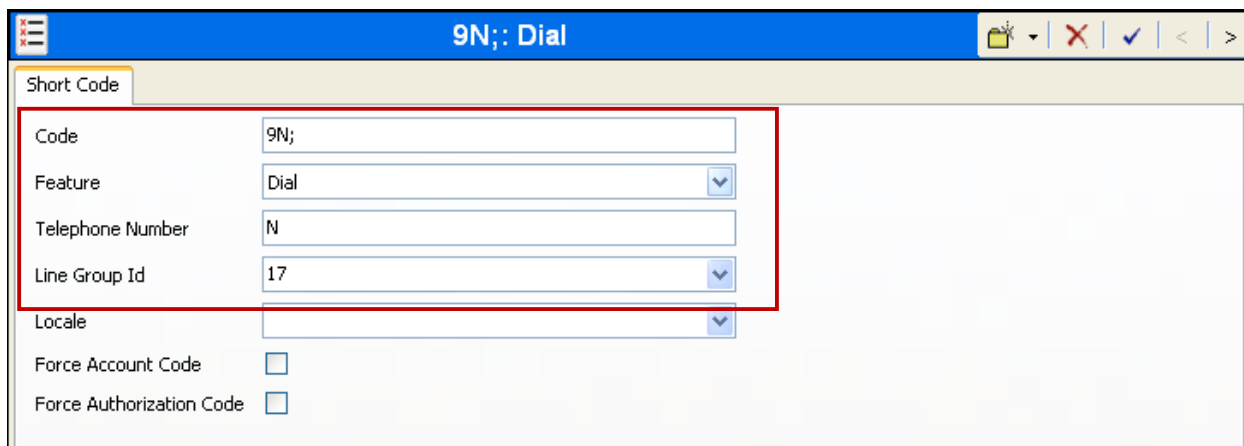 9N;: Dial
Short Code
Code 9N;
Feature Dial
Telephone Number N
Line Group Id 17
Locale
Force Account Code
Force Authorization Code